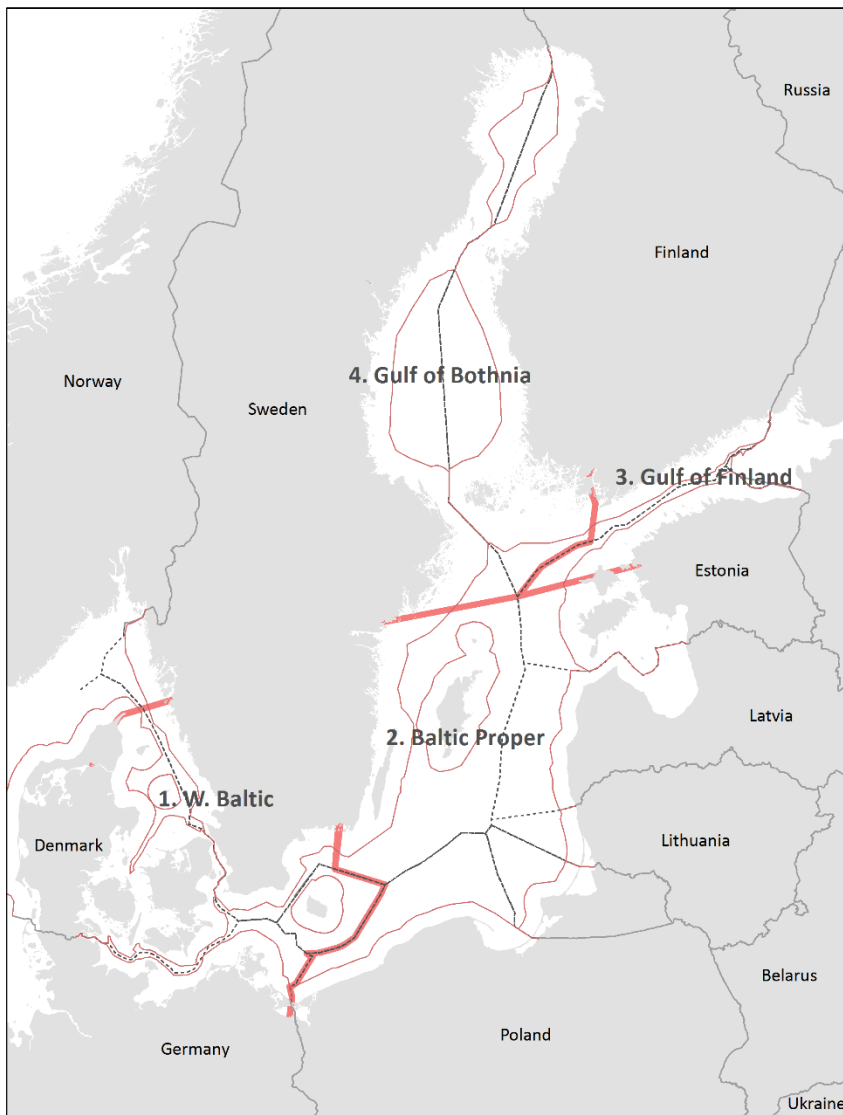 Russia
Finland
Norway
4. Gulf of Bothnia
Sweden
3. Gulf of Finland
Estonia
Latvia
2. Baltic Proper
1. W. Baltic
Denmark
Lithuania
Belarus
Poland
Germany
Ukraine